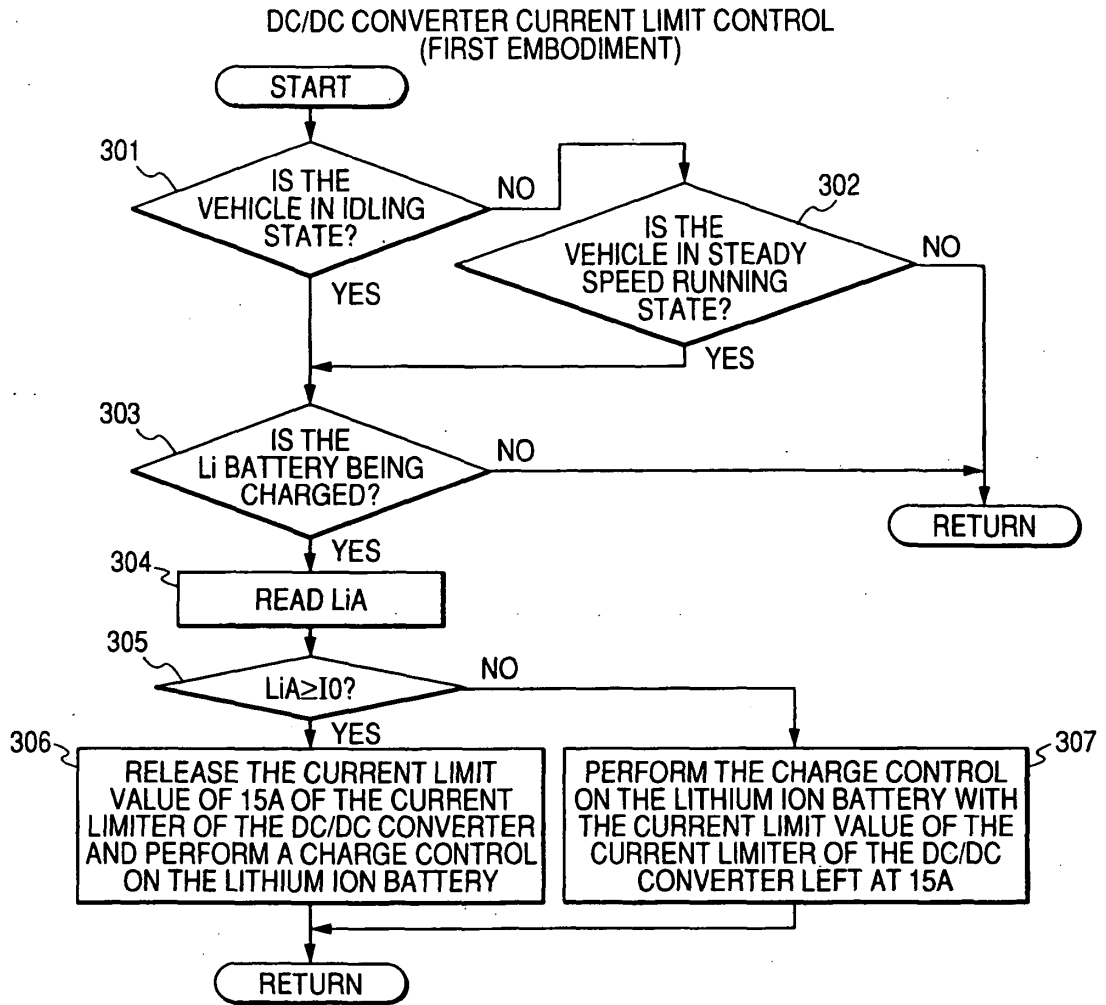 DC/DC CONVERTER CURRENT LIMIT CONTROL
(FIRST EMBODIMENT)
START
301
IS THE
VEHICLE IN IDLING
STATE?
NO
YES
302
IS THE
VEHICLE IN STEADY
SPEED RUNNING
STATE?
NO
YES
303
IS THE
Li BATTERY BEING
CHARGED?
NO
YES
RETURN
304
READ LiA
305
LiA≥I0?
NO
YES
306
RELEASE THE CURRENT LIMIT
VALUE OF 15A OF THE CURRENT
LIMITER OF THE DC/DC CONVERTER
AND PERFORM A CHARGE CONTROL
ON THE LITHIUM ION BATTERY
307
PERFORM THE CHARGE CONTROL
ON THE LITHIUM ION BATTERY WITH
THE CURRENT LIMIT VALUE OF THE
CURRENT LIMITER OF THE DC/DC
CONVERTER LEFT AT 15A
RETURN